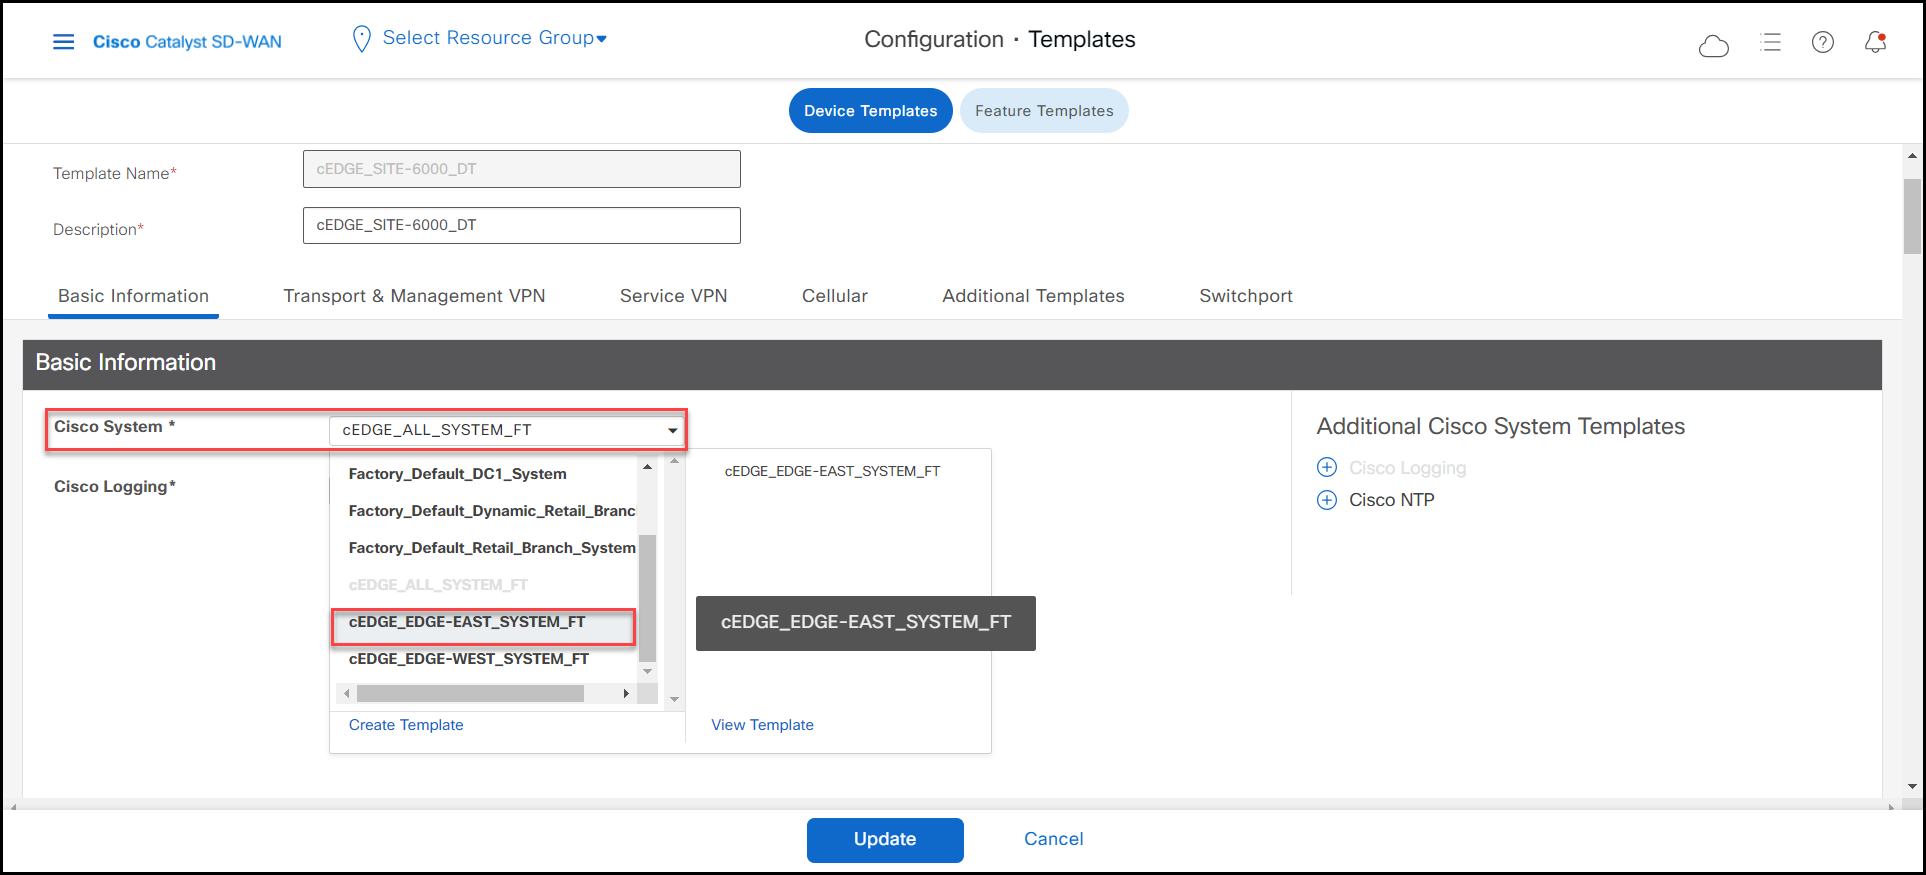 Cisco Catalyst SD-WAN
Select Resource Group
Configuration · Templates
Device Templates
Feature Templates
Template Name*
cEDGE_SITE-6000_DT
Description*
cEDGE_SITE-6000_DT
Basic Information
Transport & Management VPN
Service VPN
Cellular
Additional Templates
Switchport
Basic Information
Cisco System *
cEDGE_ALL_SYSTEM_FT
Cisco Logging*
Factory_Default_DC1_System
Factory_Default_Dynamic_Retail_Branc
Factory_Default_Retail_Branch_System
cEDGE_ALL_SYSTEM_FT
cEDGE_EDGE-EAST_SYSTEM_FT
cEDGE_EDGE-WEST_SYSTEM_FT
Create Template
cEDGE_EDGE-EAST_SYSTEM_FT
cEDGE_EDGE-EAST_SYSTEM_FT
View Template
Additional Cisco System Templates
Cisco Logging
Cisco NTP
Update
Cancel